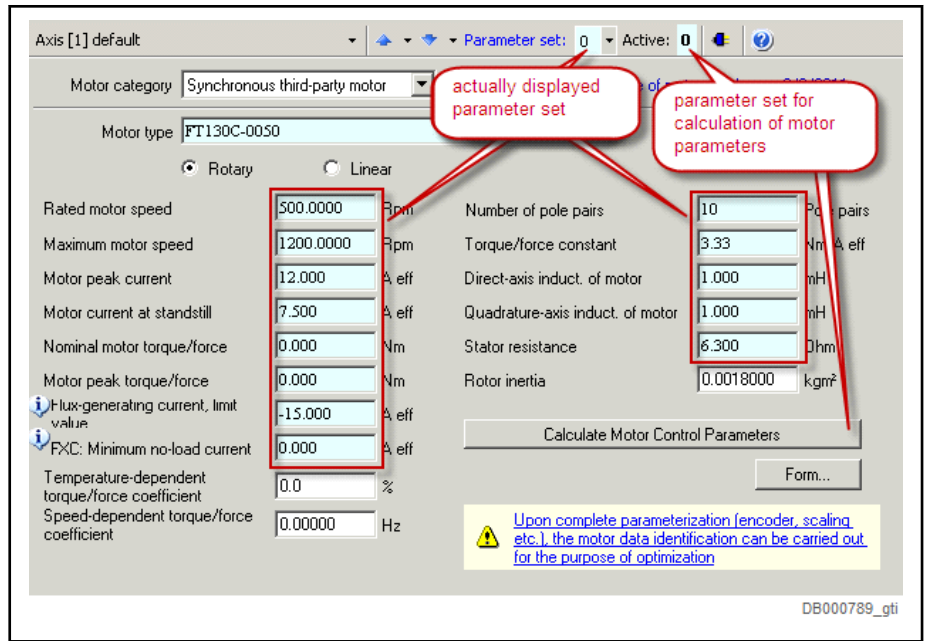 Axis [1] default Parameter set: 0 Active: 0
Motor category Synchronous third-party motor
actually displayed
parameter set
parameter set for
calculation of motor
parameters
Motor type FT130C-0050
Rotary Linear
Rated motor speed 500.0000 Rpm Number of pole pairs 10 Pole pairs
Maximum motor speed 1200.0000 Rpm Torque/force constant 3.33 Nm/A eff
Motor peak current 12.000 A eff Direct-axis induct. of motor 1.000 mH
Motor current at standstill 7.500 A eff Quadrature-axis induct. of motor 1.000 mH
Nominal motor torque/force 0.000 Nm Stator resistance 6.300 Ohm
Motor peak torque/force 0.000 Nm Rotor inertia 0.0018000 kgm²
Flux-generating current, limit
value -15.000 A eff
FXC: Minimum no-load current 0.000 A eff
Calculate Motor Control Parameters
Form...
Temperature-dependent
torque/force coefficient 0.0 %
Speed-dependent torque/force
coefficient 0.00000 Hz
Upon complete parameterization (encoder, scaling
etc.), the motor data identification can be carried out
for the purpose of optimization
DB000789_gti